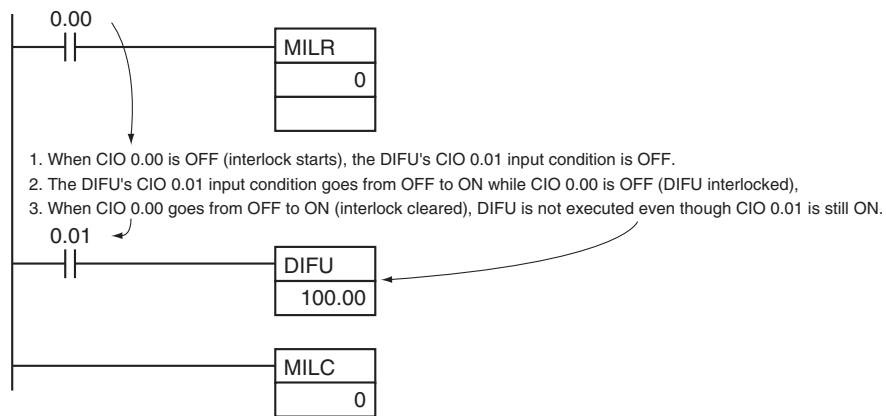 0.00
MILR
0
1. When CIO 0.00 is OFF (interlock starts), the DIFU's CIO 0.01 input condition is OFF.
2. The DIFU's CIO 0.01 input condition goes from OFF to ON while CIO 0.00 is OFF (DIFU interlocked),
3. When CIO 0.00 goes from OFF to ON (interlock cleared), DIFU is not executed even though CIO 0.01 is still ON.
0.01
DIFU
100.00
MILC
0